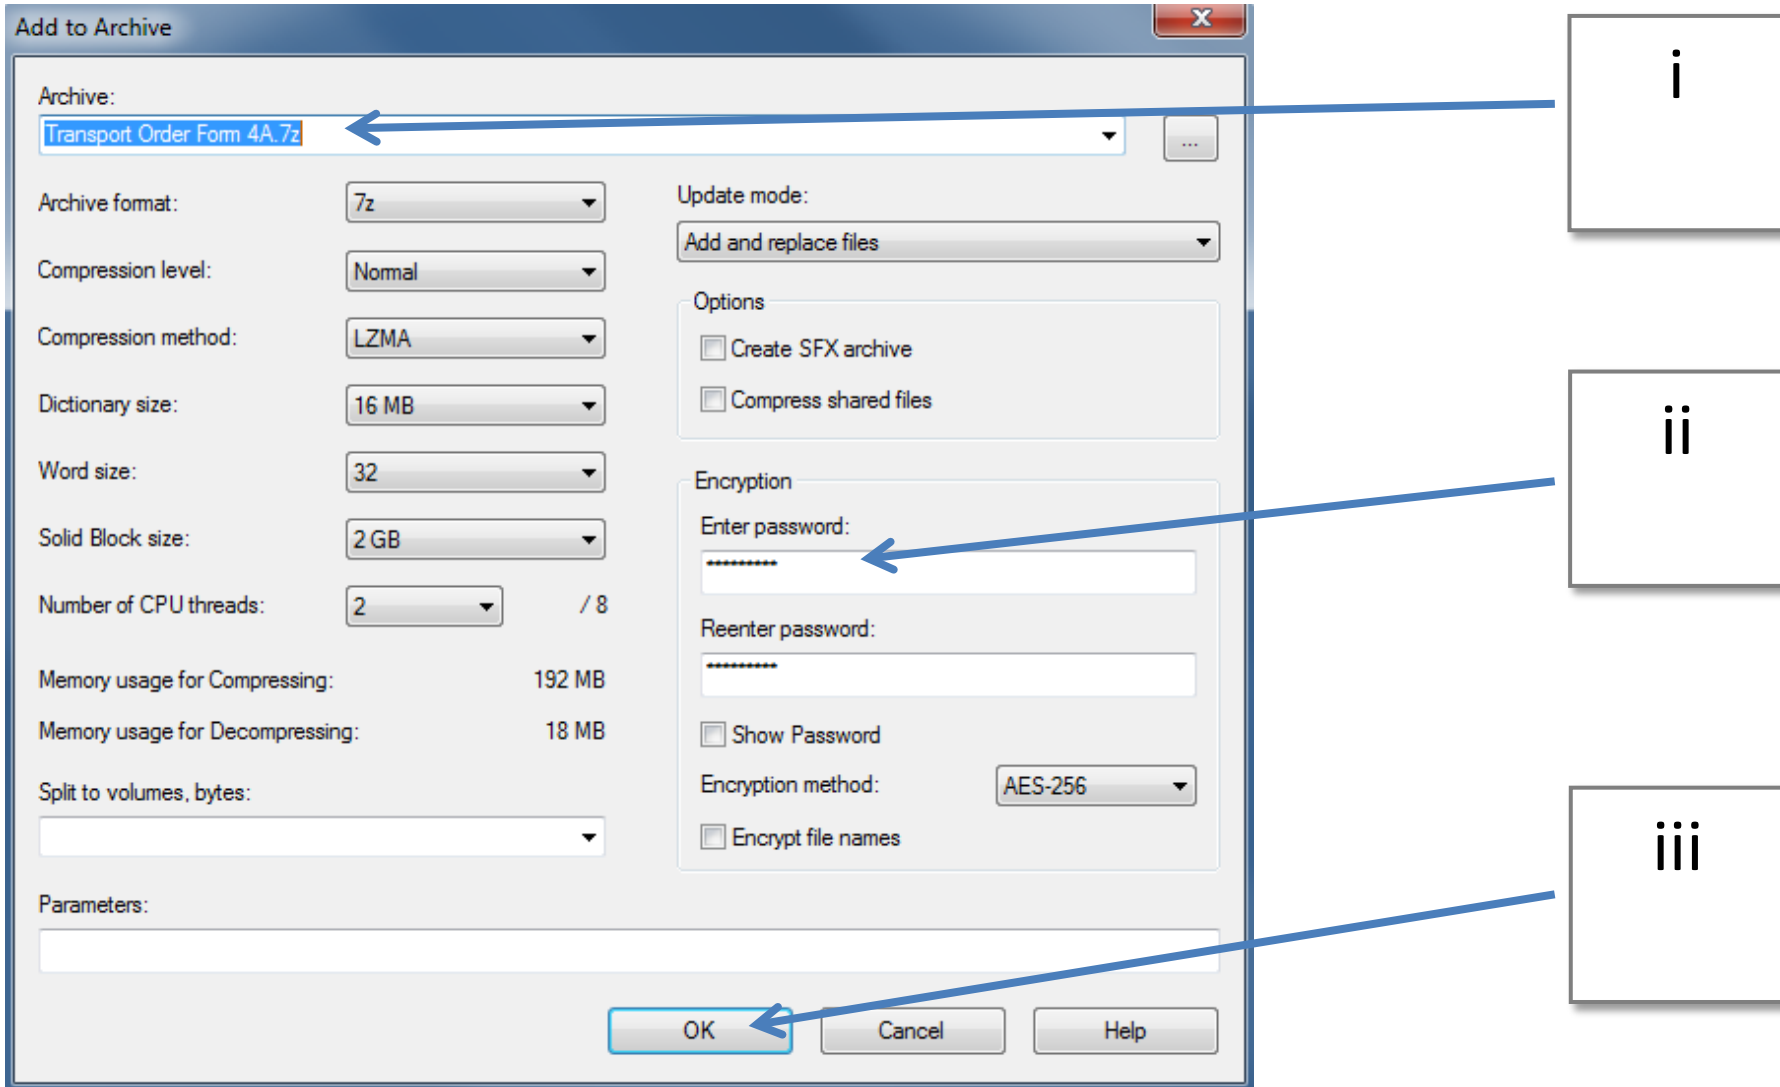 Add to Archive
x
i
Archive:
Transport Order Form 4A.7z
...
Archive format:
7z
Update mode:
Add and replace files
Compression level:
Normal
Options
Compression method:
LZMA
Create SFX archive
Compress shared files
Dictionary size:
16 MB
ii
Word size:
32
Encryption
Enter password:
*********
Solid Block size:
2 GB
Number of CPU threads:
2
/ 8
Reenter password:
*********
Memory usage for Compressing:
192 MB
Memory usage for Decompressing:
18 MB
Show Password
Encryption method:
AES-256
Split to volumes, bytes:
Encrypt file names
iii
Parameters:
OK
Cancel
Help